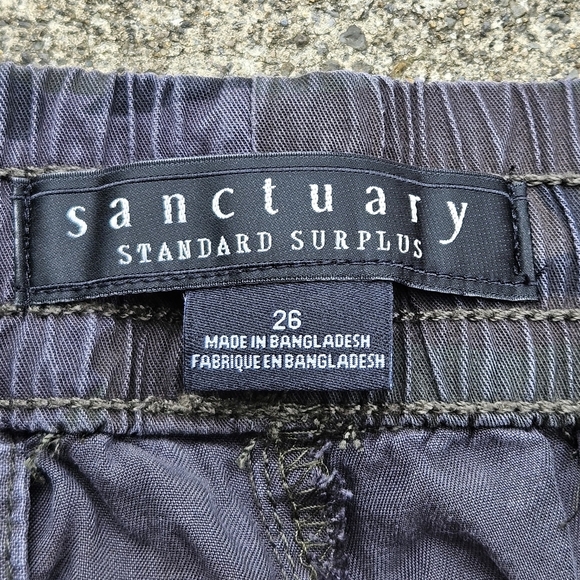 sanctuary
STANDARD SURPLUS
26
MADE IN BANGLADESH
FABRIQUE EN BANGLADESH